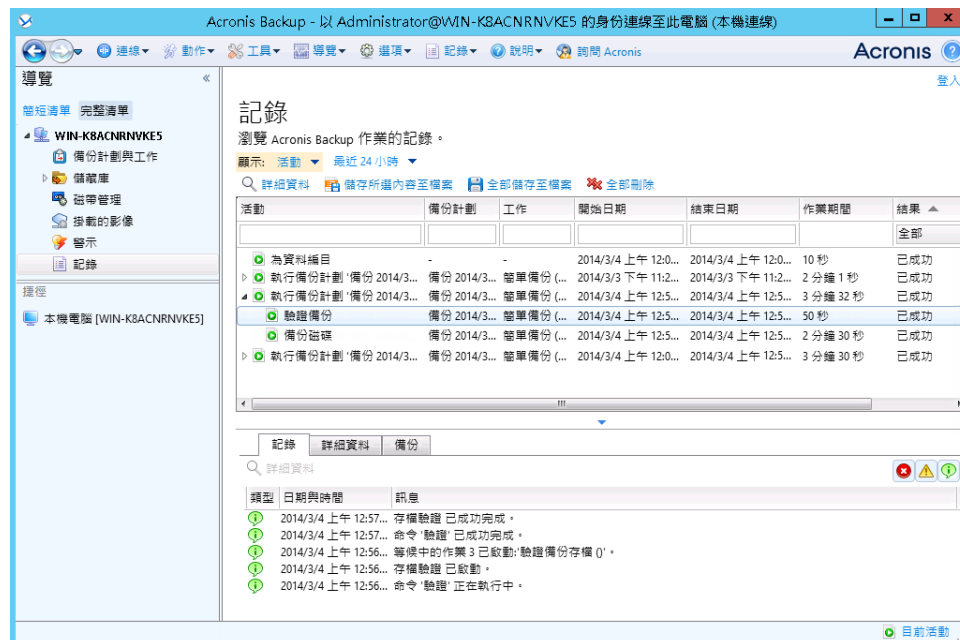 Acronis Backup - 以 Administrator@WIN-K8ACNRNVKE5 的身份連線至此電腦 (本機連線)
連線 動作 工具 導覽 選項 記錄 說明 詢問 Acronis Acronis
導覽
簡短清單 完整清單
WIN-K8ACNRNVKE5
備份計劃與工作
儲藏庫
磁帶管理
掛載的影像
警示
記錄
捷徑
本機電腦 [WIN-K8ACNRNVKE5]
登入
記錄
瀏覽 Acronis Backup 作業的記錄。
顯示: 活動 最近 24 小時
詳細資料 儲存所選內容至檔案 全部儲存至檔案 全部刪除
活動 備份計劃 工作 開始日期 結束日期 作業期間 結果
全部
為資料編目 - - 2014/3/4 上午 12:0... 2014/3/4 上午 12:0... 10 秒 已成功
執行備份計劃 '備份 2014/3... 備份 2014/3... 簡單備份 (... 2014/3/3 下午 11:2... 2014/3/3 下午 11:2... 2 分鐘 1 秒 已成功
執行備份計劃 '備份 2014/3... 備份 2014/3... 簡單備份 (... 2014/3/4 上午 12:5... 2014/3/4 上午 12:5... 3 分鐘 32 秒 已成功
驗證備份 備份 2014/3... 簡單備份 (... 2014/3/4 上午 12:5... 2014/3/4 上午 12:5... 50 秒 已成功
備份磁碟 備份 2014/3... 簡單備份 (... 2014/3/4 上午 12:5... 2014/3/4 上午 12:5... 2 分鐘 30 秒 已成功
執行備份計劃 '備份 2014/3... 備份 2014/3... 簡單備份 (... 2014/3/4 上午 12:0... 2014/3/4 上午 12:5... 3 分鐘 30 秒 已成功
記錄 詳細資料 備份
詳細資料
類型 日期與時間 訊息
2014/3/4 上午 12:57... 存檔驗證 已成功完成。
2014/3/4 上午 12:57... 命令 '驗證' 已成功完成。
2014/3/4 上午 12:56... 等候中的作業 3 已啟動:'驗證備份存檔 ()'。
2014/3/4 上午 12:56... 存檔驗證 已啟動。
2014/3/4 上午 12:56... 命令 '驗證' 正在執行中。
目前活動